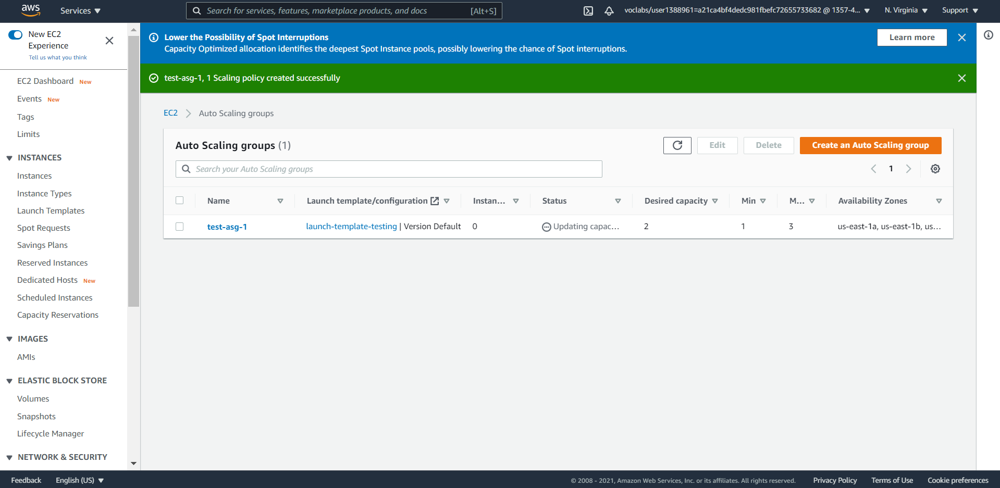 aws
Services
Search for services, features, marketplace products, and docs
[Alt+S]
voclabs/user1388961=a21ca4bf4dedc981fbefc72655733682 @ 1357-4...
N. Virginia
Support
New EC2
Experience
Tell us what you think
EC2 Dashboard New
Events New
Tags
Limits
INSTANCES
Instances
Instance Types
Launch Templates
Spot Requests
Savings Plans
Reserved Instances
Dedicated Hosts New
Scheduled Instances
Capacity Reservations
IMAGES
AMIs
ELASTIC BLOCK STORE
Volumes
Snapshots
Lifecycle Manager
NETWORK & SECURITY
Lower the Possibility of Spot Interruptions
Capacity Optimized allocation identifies the deepest Spot Instance pools, possibly lowering the chance of Spot interruptions.
Learn more
test-asg-1, 1 Scaling policy created successfully
EC2 Auto Scaling groups
Auto Scaling groups (1)
Edit
Delete
Create an Auto Scaling group
Search your Auto Scaling groups
1
Name Launch template/configuration Instan... Status Desired capacity Min M... Availability Zones
test-asg-1 launch-template-testing | Version Default 0 Updating capac... 2 1 3 us-east-1a, us-east-1b, us...
Feedback
English (US)
© 2008 - 2021, Amazon Web Services, Inc. or its affiliates. All rights reserved.
Privacy Policy
Terms of Use
Cookie preferences